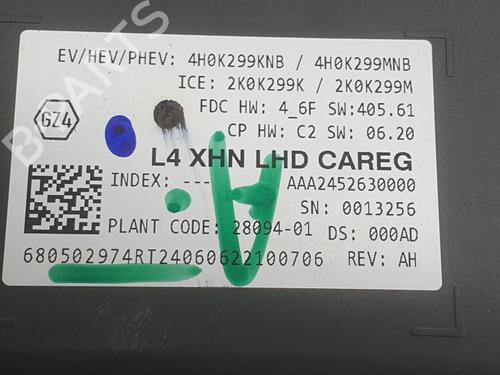 EV/HEV/PHEV: 4H0K299KNB / 4H0K299MNB
ICE: 2K0K299K / 2K0K299M
FDC HW: 4_6F SW:405.61
GZ4
CP HW: C2 SW: 06.20
L4 XHN LHD CAREG
INDEX: --- AAA2452630000
SN: 0013256
PLANT CODE: 28094-01 DS: 000AD
680502974RT24060622100706 REV: AH